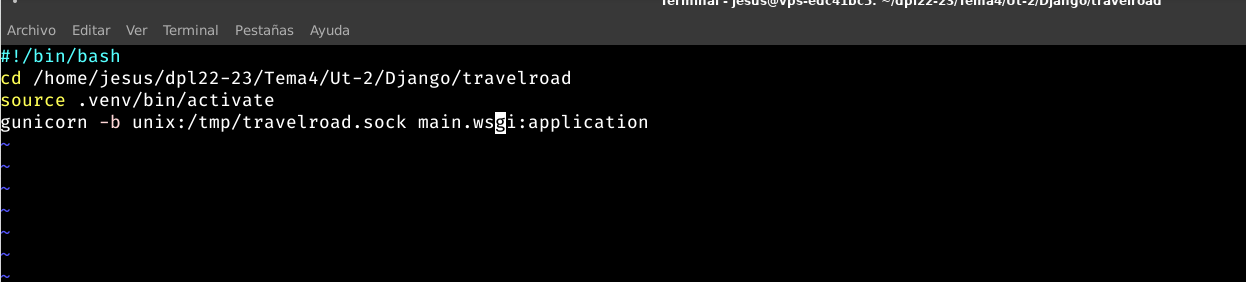 Terminal - jesus@vps-edc41bc5: ~/dpl22-23/Tema4/Ut-2/Django/travelroad
Archivo Editar Ver Terminal Pestañas Ayuda
#!/bin/bash
cd /home/jesus/dpl22-23/Tema4/Ut-2/Django/travelroad
source .venv/bin/activate
gunicorn -b unix:/tmp/travelroad.sock main.wsgi:application
~
~
~
~
~
~
~